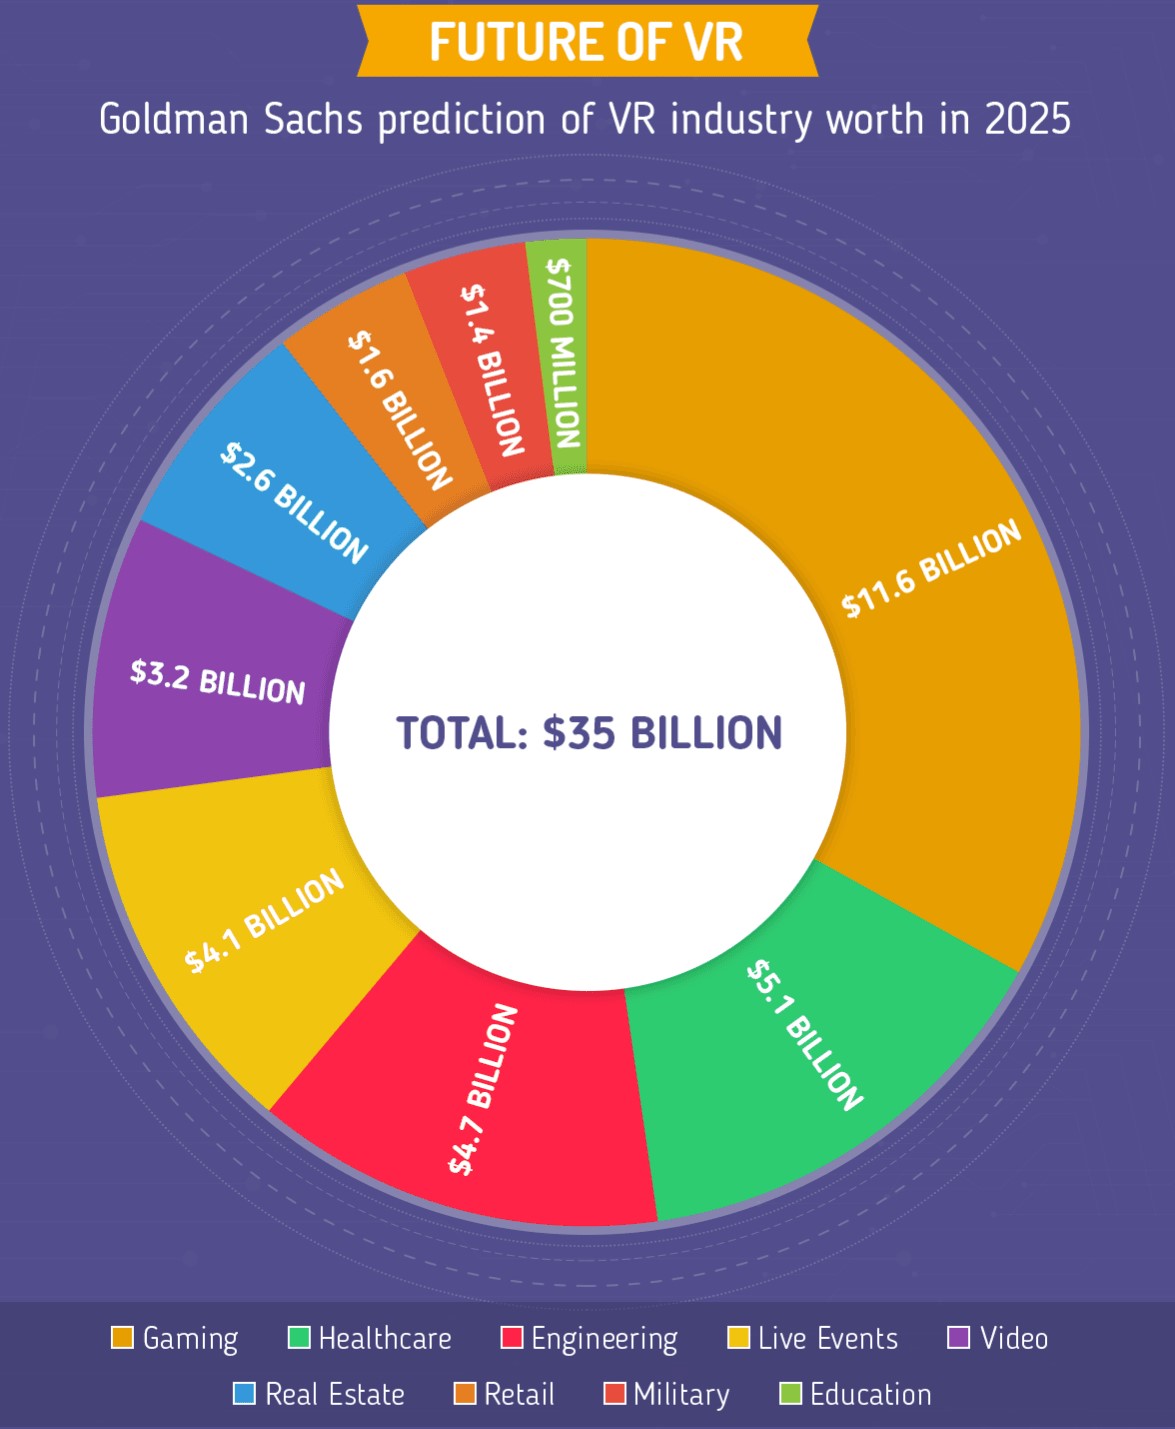 FUTURE OF VR
Goldman Sachs prediction of VR industry worth in 2025
$700 MILLION
$1.4 BILLION
$1.6 BILLION
$2.6 BILLION
$11.6 BILLION
$3.2 BILLION
TOTAL: $35 BILLION
$4.1 BILLION
$5.1 BILLION
$4.7 BILLION
Gaming Healthcare Engineering Live Events Video
Real Estate Retail Military Education